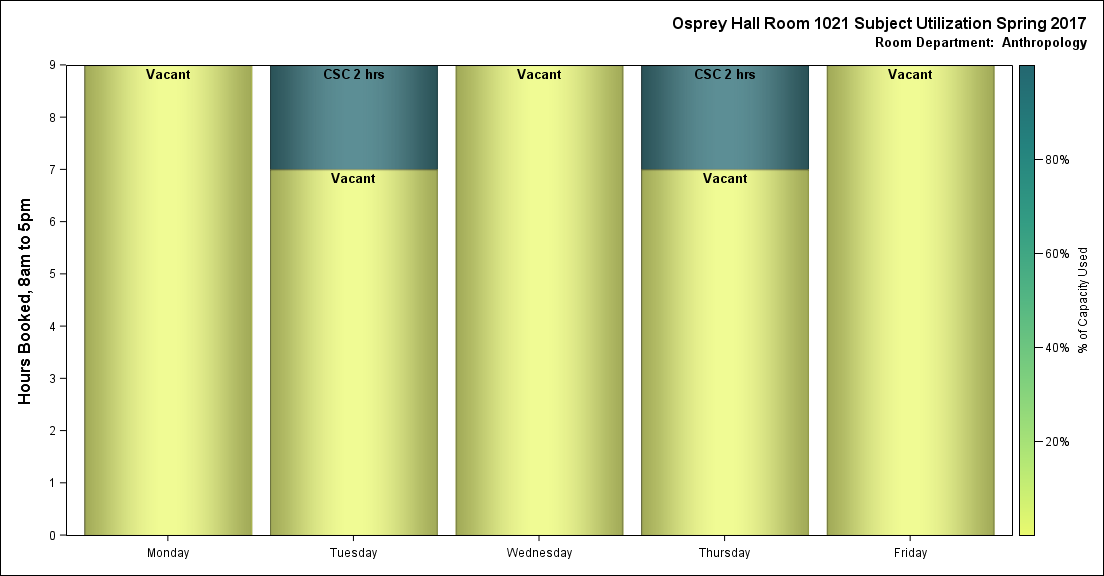 Osprey Hall Room 1021 Subject Utilization Spring 2017
Room Department: Anthropology
Hours Booked, 8am to 5pm
9
8
7
6
5
4
3
2
1
0
Vacant
CSC 2 hrs
Vacant
CSC 2 hrs
Vacant
Vacant
Vacant
Monday
Tuesday
Wednesday
Thursday
Friday
80%
60%
40%
20%
% of Capacity Used